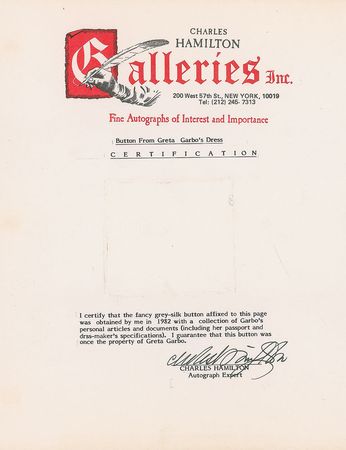 CHARLES
HAMILTON
Galleries Inc.
200 West 57th St., NEW YORK, 10019
Tel: (212) 245-7313
Fine Autographs of Interest and Importance
Button From Greta Garbo's Dress
CERTIFICATION
I certify that the fancy grey-silk button affixed to this page
was obtained by me in 1982 with a collection of Garbo's
personal articles and documents (including her passport and
drss-maker's specifications). I guarantee that this button was
once the property of Greta Garbo.
Charles Hamilton
CHARLES HAMILTON
Autograph Expert